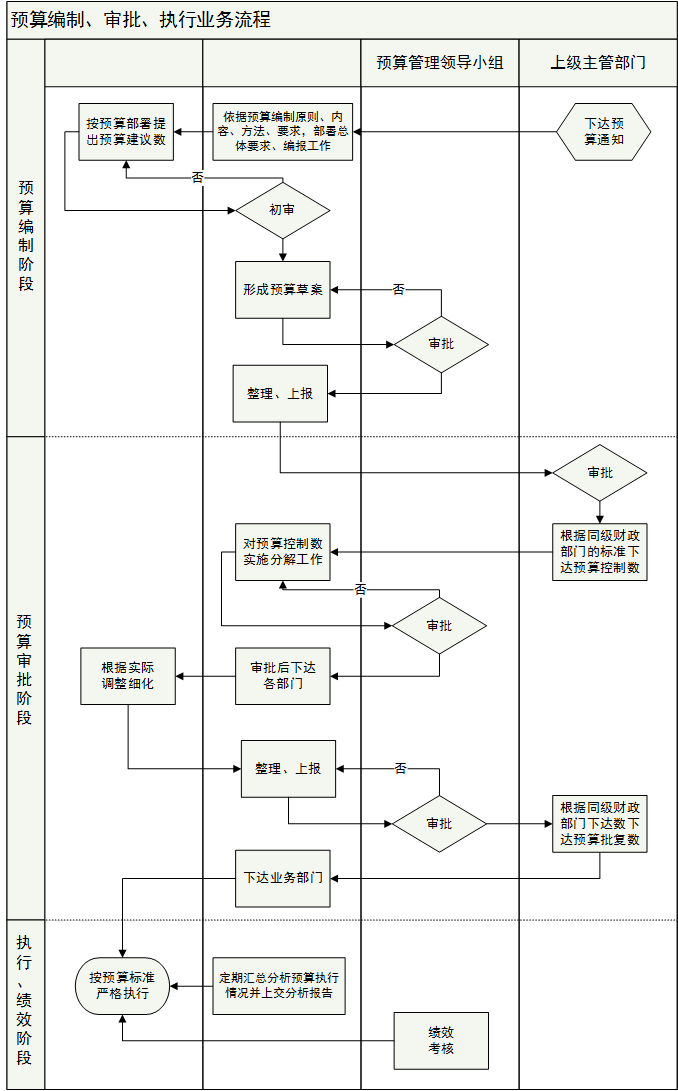 预算编制、审批、执行业务流程
预算管理领导小组
上级主管部门
预算编制阶段
按预算部署提
出预算建议数
依据预算编制原则、内
容、方法、要求，部署总
体要求、编报工作
下达预
算通知
否
初审
形成预算草案
否
审批
整理、上报
预算审批阶段
审批
对预算控制数
实施分解工作
根据同级财政
部门的标准下
达预算控制数
否
审批
根据实际
调整细化
审批后下达
各部门
整理、上报
否
审批
根据同级财政
部门下达数下
达预算批复数
下达业务部门
执行、绩效阶段
按预算标准
严格执行
定期汇总分析预算执行
情况并上交分析报告
绩效
考核